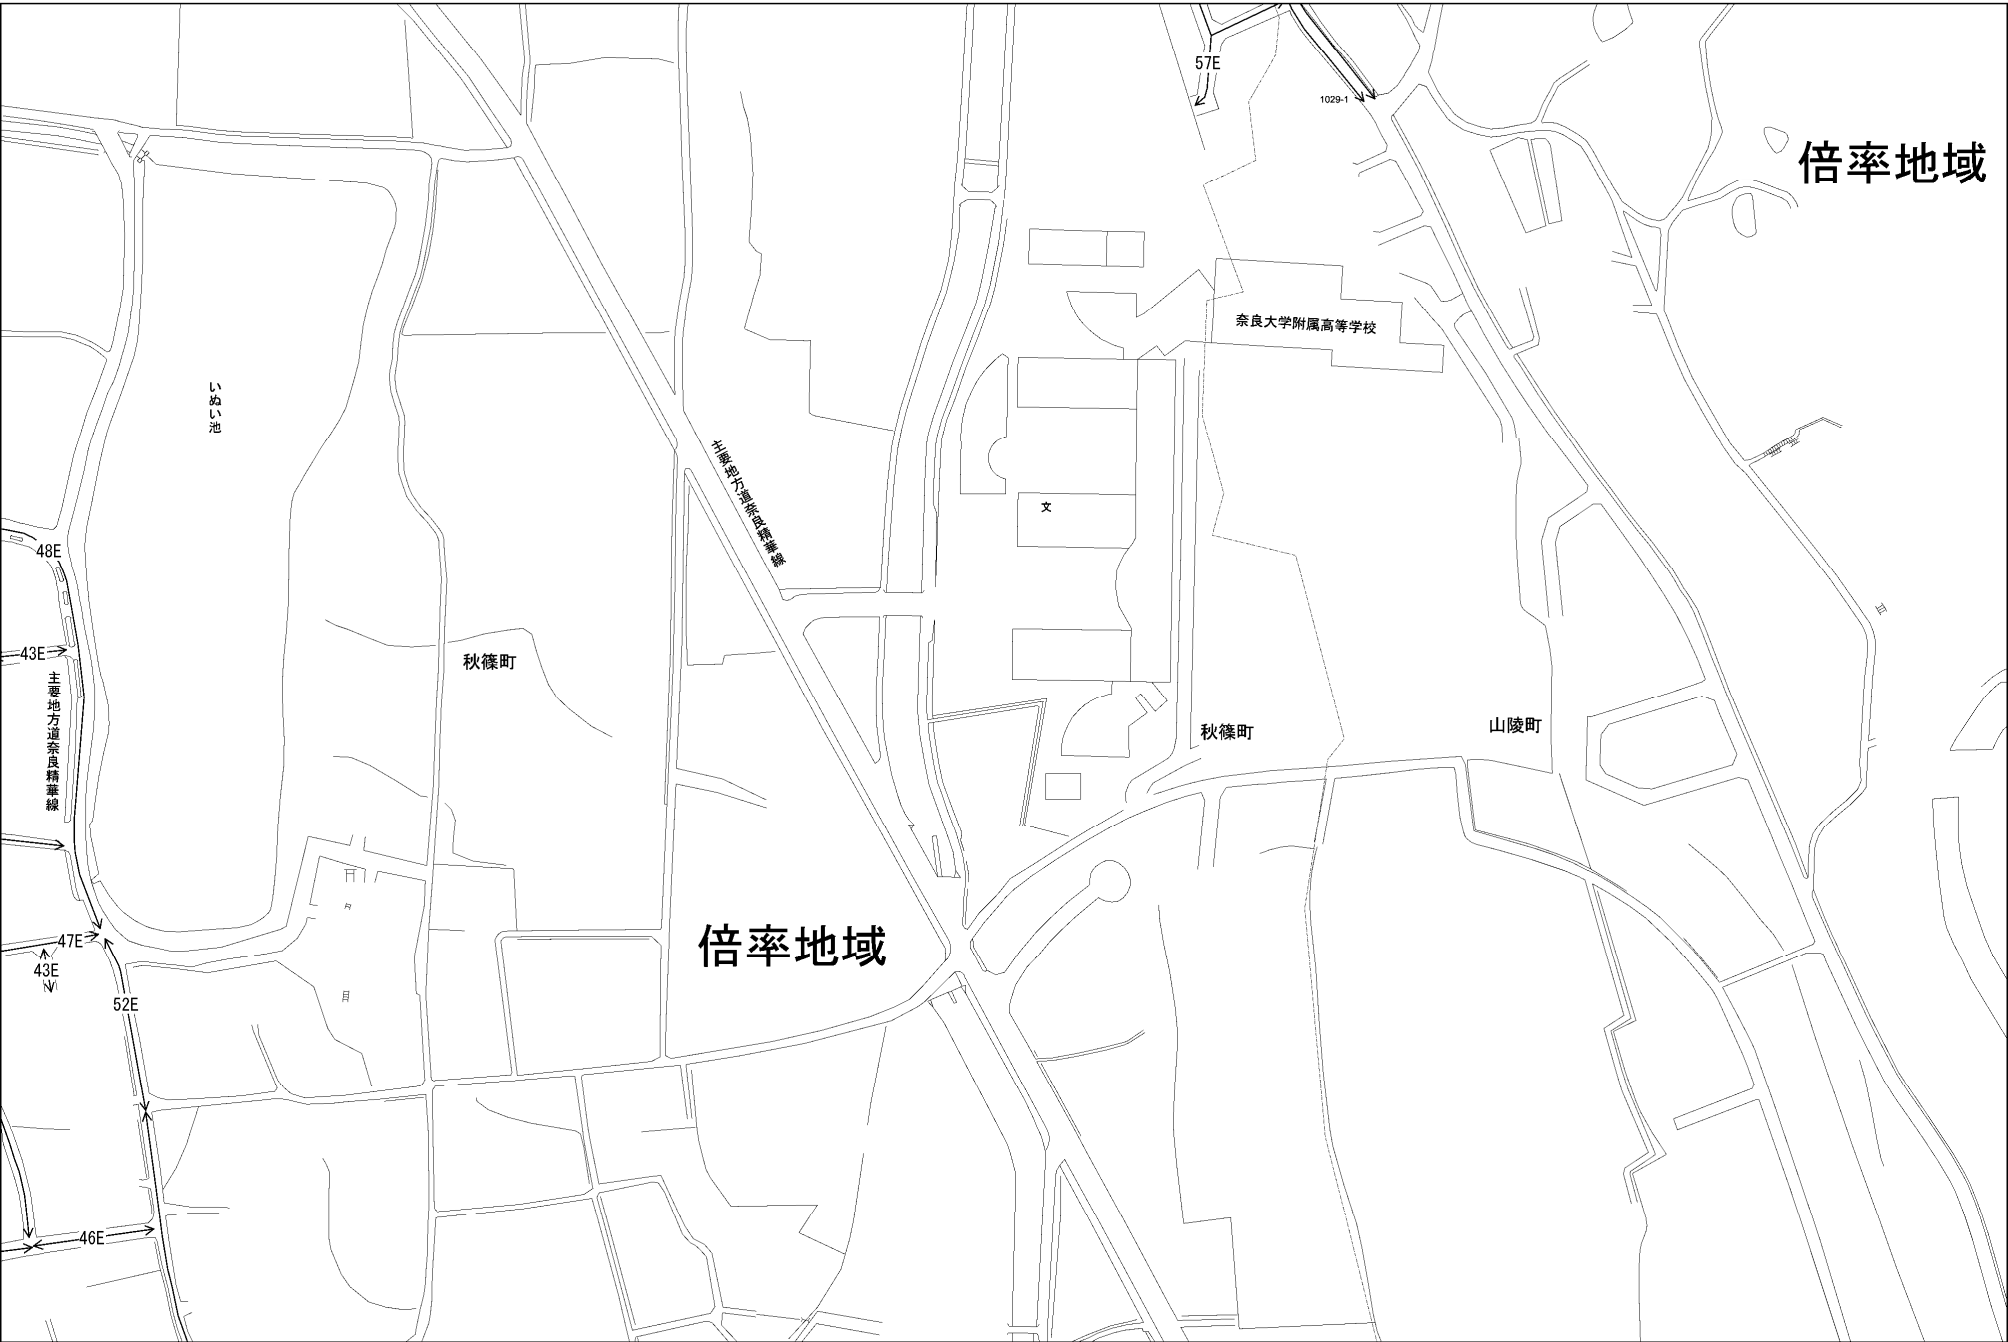 57E
1029-1
倍率地域
奈良大学附属高等学校
いぬい池
主要地方道奈良精華線
文
48E
43E
秋篠町
主要地方道奈良精華線
秋篠町
山陵町
倍率地域
47E
43E
52E
46E